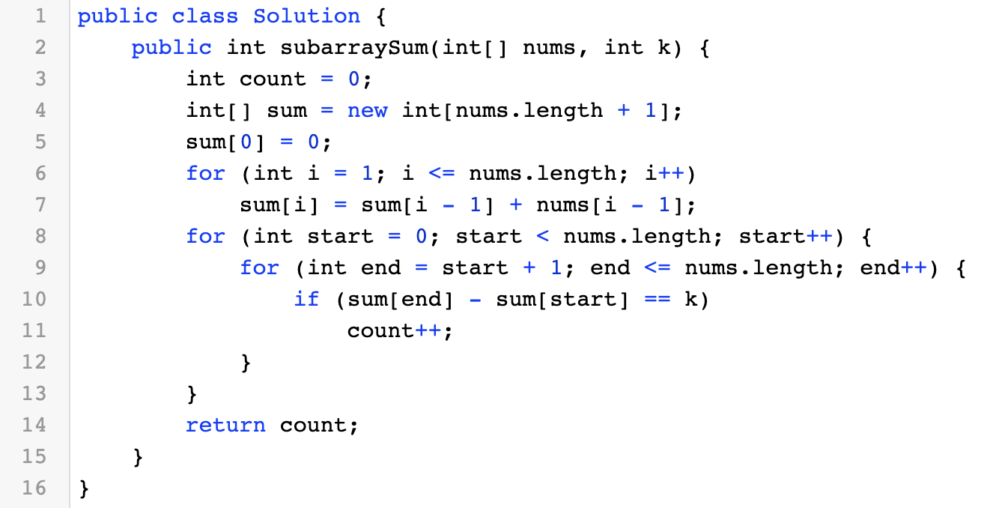 1 public class Solution {
2     public int subarraySum(int[] nums, int k) {
3         int count = 0;
4         int[] sum = new int[nums.length + 1];
5         sum[0] = 0;
6         for (int i = 1; i <= nums.length; i++)
7             sum[i] = sum[i - 1] + nums[i - 1];
8         for (int start = 0; start < nums.length; start++) {
9             for (int end = start + 1; end <= nums.length; end++) {
10                 if (sum[end] - sum[start] == k)
11                     count++;
12             }
13         }
14         return count;
15     }
16 }